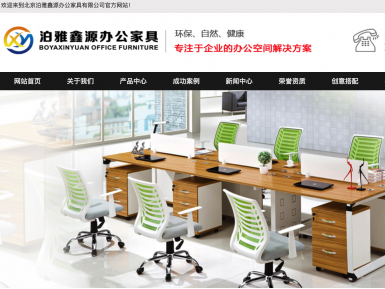 欢迎来到北京泊雅鑫源办公家具有限公司官方网站!
泊雅鑫源办公家具
BOYAXINYUAN OFFICE FURNITURE
环保、自然、健康
专注于企业的办公空间解决方案
网站首页 关于我们 产品中心 成功案例 新闻中心 荣誉资质 创意搭配